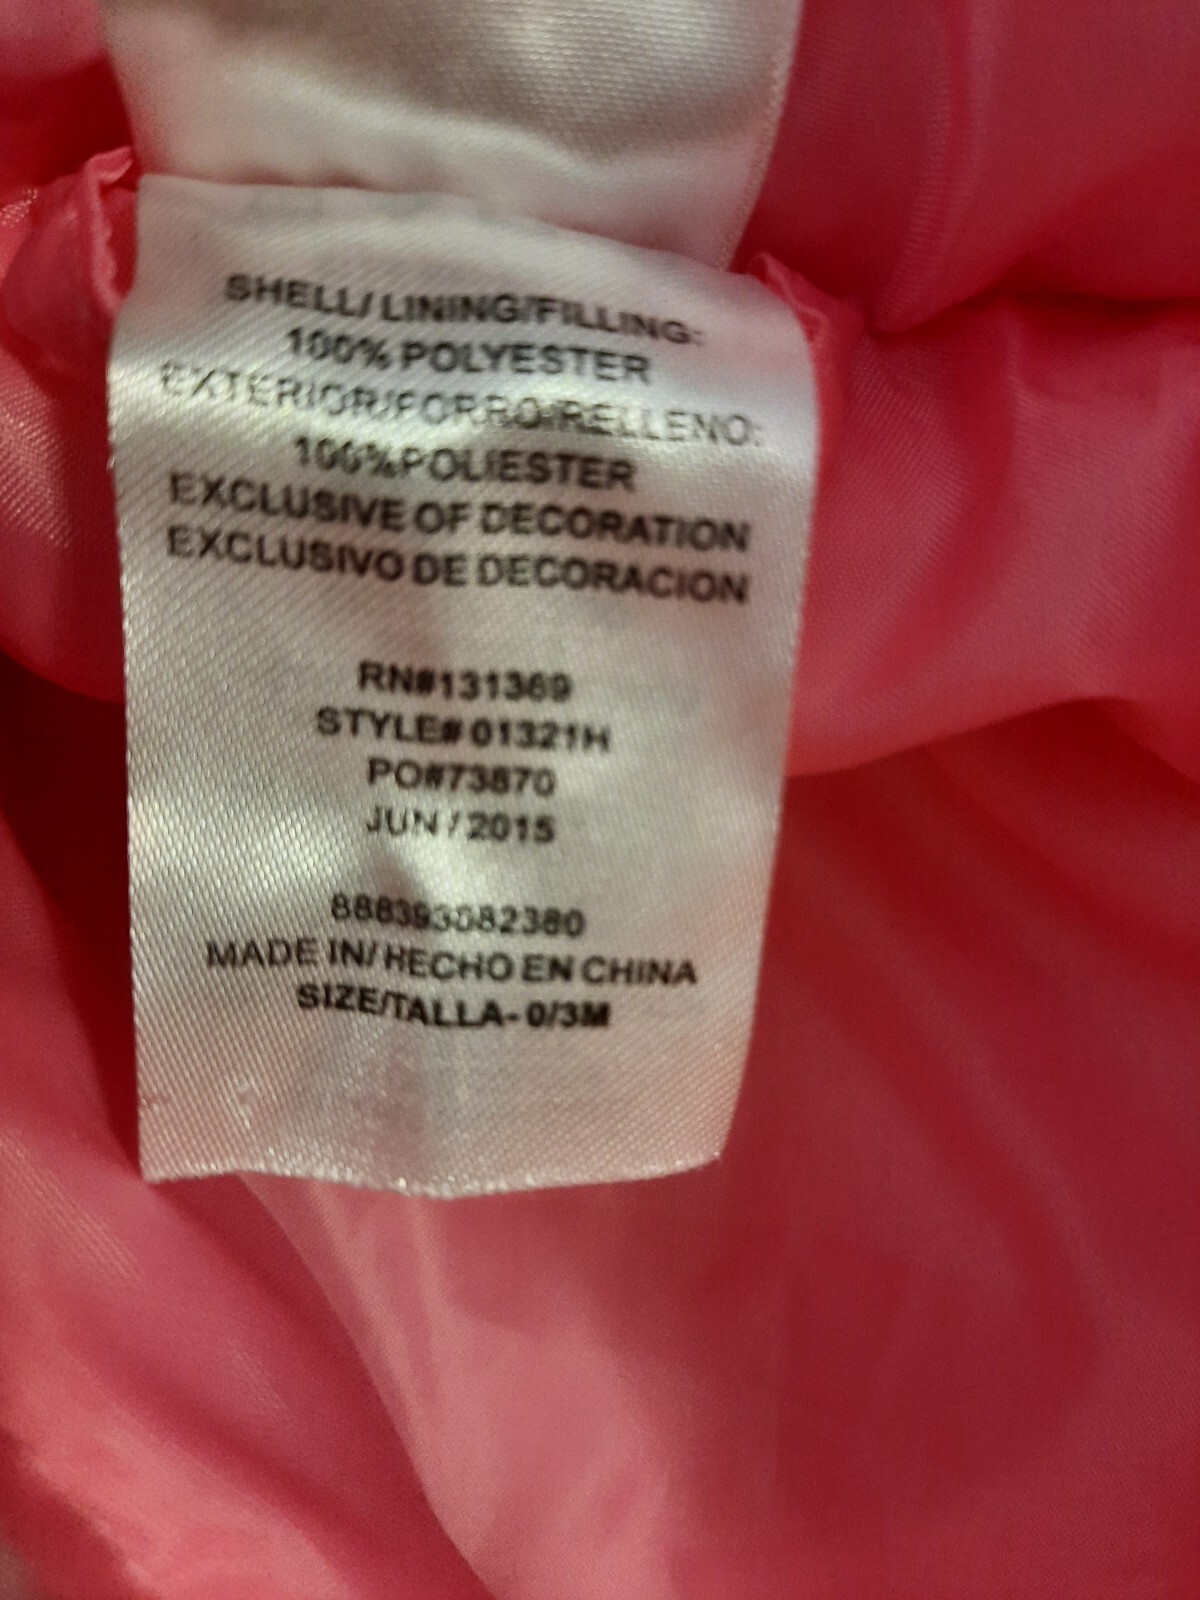 SHELL/ LINING/FILLING:
100% POLYESTER
EXTERIOR/FORRO/RELLENO:
100%POLIESTER
EXCLUSIVE OF DECORATION
EXCLUSIVO DE DECORACION
RN#131369
STYLE# 01321H
PO#73870
JUN / 2015
888393082380
MADE IN/ HECHO EN CHINA
SIZE/TALLA- 0/3M